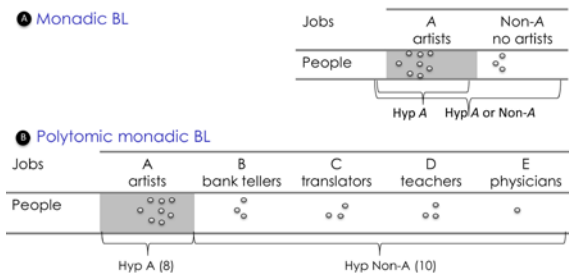 A Monadic BL
Jobs A Non-A
artists no artists
People
Hyp A Hyp A or Non-A
B Polytomic monadic BL
Jobs A B C D E
artists bank tellers translators teachers physicians
People
Hyp A (8) Hyp Non-A (10)